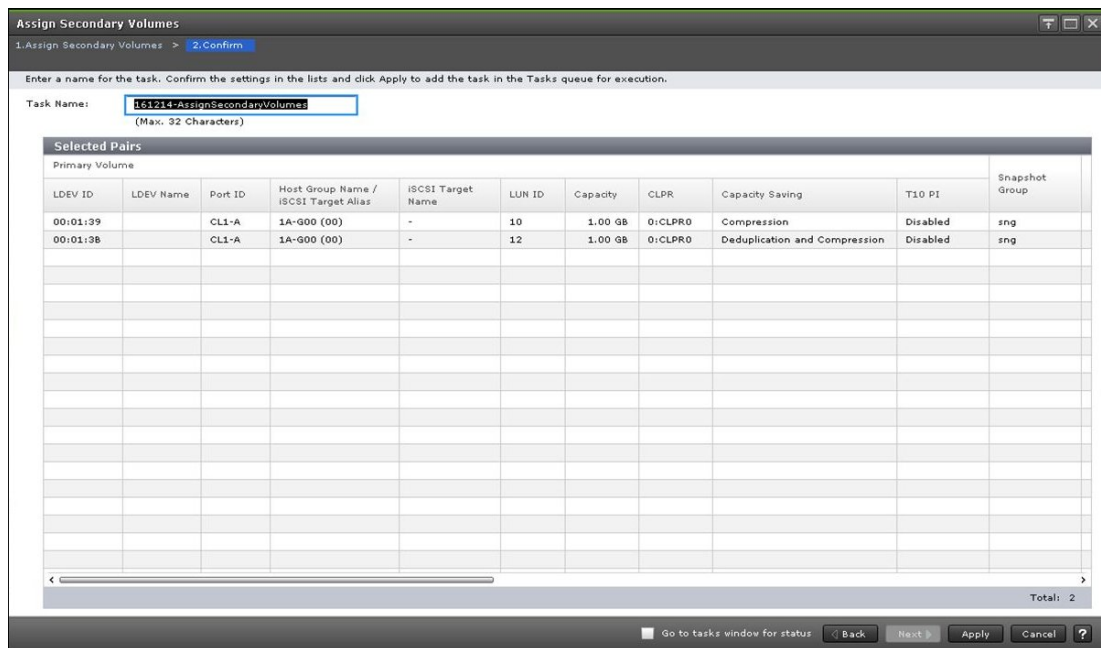 Assign Secondary Volumes
1.Assign Secondary Volumes > 2.Confirm
Enter a name for the task. Confirm the settings in the lists and click Apply to add the task in the Tasks queue for execution.
Task Name: 161214-AssignSecondaryVolumes
(Max. 32 Characters)
Selected Pairs
Primary Volume Snapshot Group
LDEV ID LDEV Name Port ID Host Group Name / iSCSI Target Alias iSCSI Target Name LUN ID Capacity CLPR Capacity Saving T10 PI
00:01:39 CL1-A 1A-G00 (00) - 10 1.00 GB 0:CLPR0 Compression Disabled sng
00:01:3B CL1-A 1A-G00 (00) - 12 1.00 GB 0:CLPR0 Deduplication and Compression Disabled sng
Total: 2
Go to tasks window for status Back Next Apply Cancel ?